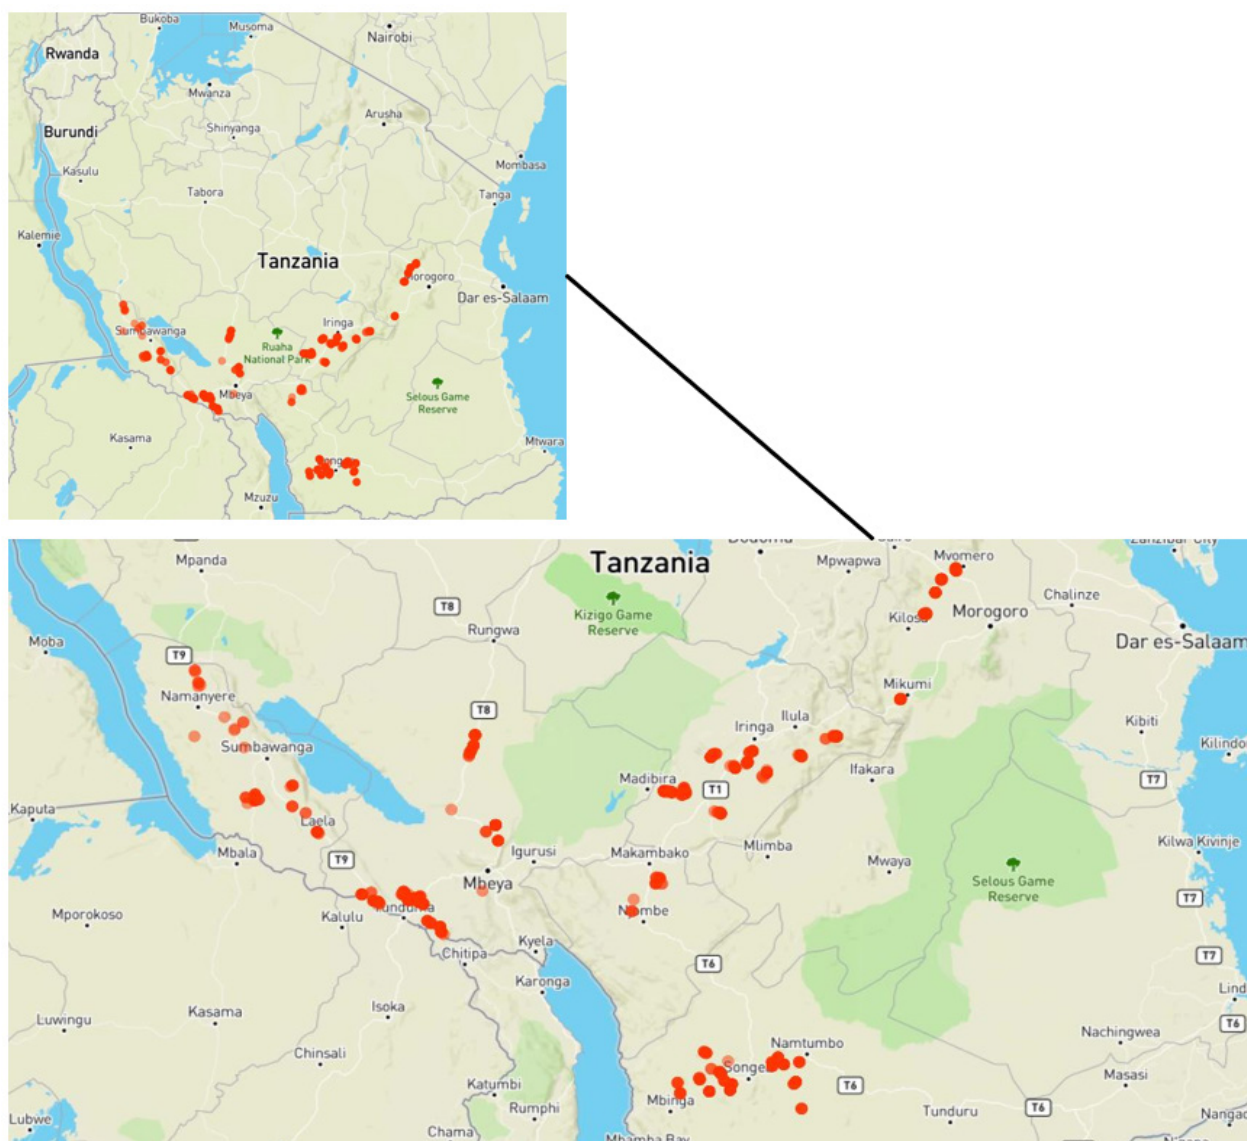 Bukoba
Musoma
Nairobi
Rwanda
Mwanza
Arusha
Shinyanga
Burundi
Mombasa
Kasulu
Tabora
Tanga
Kalemie
Tanzania
Dar es-Salaam
Iringa
Ruaha
National Park
Selous Game
Reserve
Mbeya
Kasama
Mtwara
Mzuzu
Tanzania
Mpwapwa
Mvomero
Mpanda
Kizigo Game
Reserve
Chalinze
T8
Rungwa
Morogoro
Moba
Dar es-Salaam
T9
Namanyere
Mikumi
T8
Ilula
Iringa
Kibiti
Sumbawanga
Ifakara
Madibira
T7
T1
Kaputa
Laela
Mbala
T9
Igurusi
Makambako
Mlimba
Mwaya
Kilwa Kivinje
Mbeya
Selous Game
Reserve
T7
Mporokoso
Kalulu
Kyela
Chitipa
T7
T6
Karonga
Isoka
Kasama
Luwingu
T6
Nachingwea
Chinsali
Namtumbo
Masasi
Katumbi
T6
Mbinga
Rumphi
T6
Tunduru
Lubwe
Chama